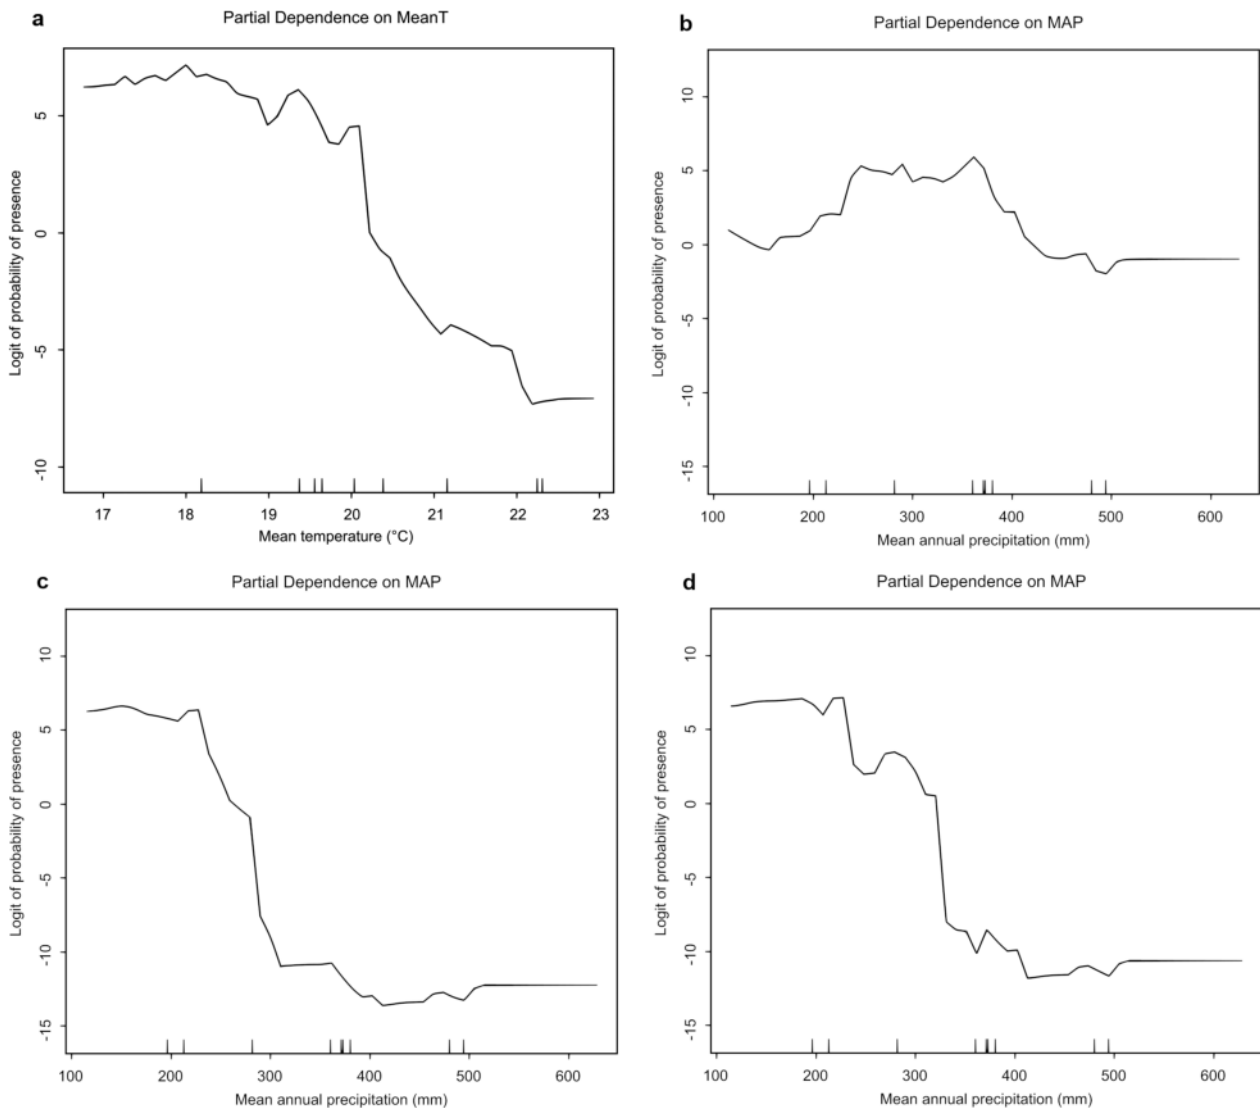 a
Partial Dependence on MeanT
Logit of probability of presence
5
0
-5
-10
17 18 19 20 21 22 23
Mean temperature (°C)
b
Partial Dependence on MAP
Logit of probability of presence
10
5
0
-5
-10
-15
100 200 300 400 500 600
Mean annual precipitation (mm)
c
Partial Dependence on MAP
Logit of probability of presence
10
5
0
-5
-10
-15
100 200 300 400 500 600
Mean annual precipitation (mm)
d
Partial Dependence on MAP
Logit of probability of presence
10
5
0
-5
-10
-15
100 200 300 400 500 600
Mean annual precipitation (mm)